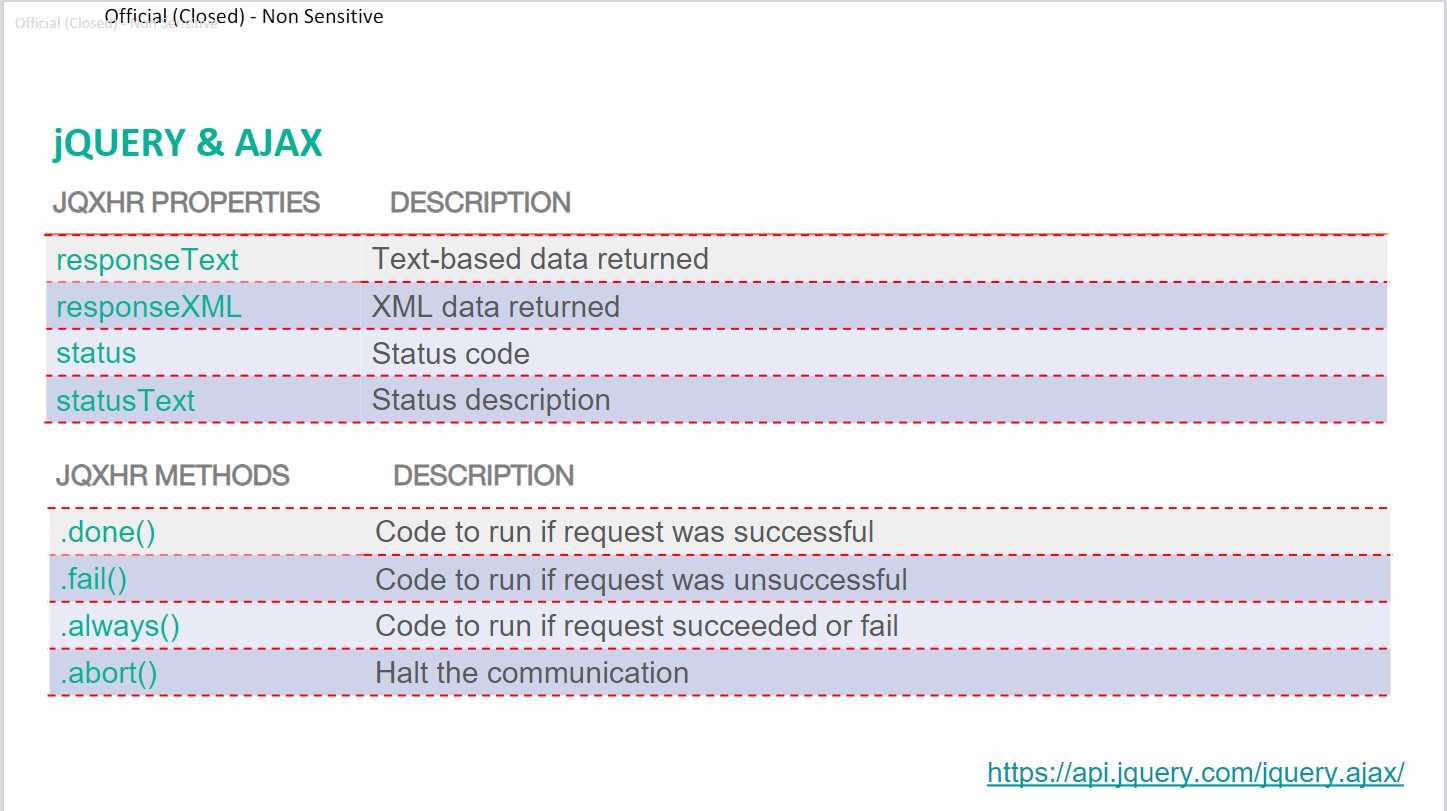 Official (Closed) - Non Sensitive
Official (Closed) - Non Sensitive
jQUERY & AJAX
JQXHR PROPERTIES DESCRIPTION
responseText Text-based data returned
responseXML XML data returned
status Status code
statusText Status description
JQXHR METHODS DESCRIPTION
.done() Code to run if request was successful
.fail() Code to run if request was unsuccessful
.always() Code to run if request succeeded or fail
.abort() Halt the communication
https://api.jquery.com/jquery.ajax/